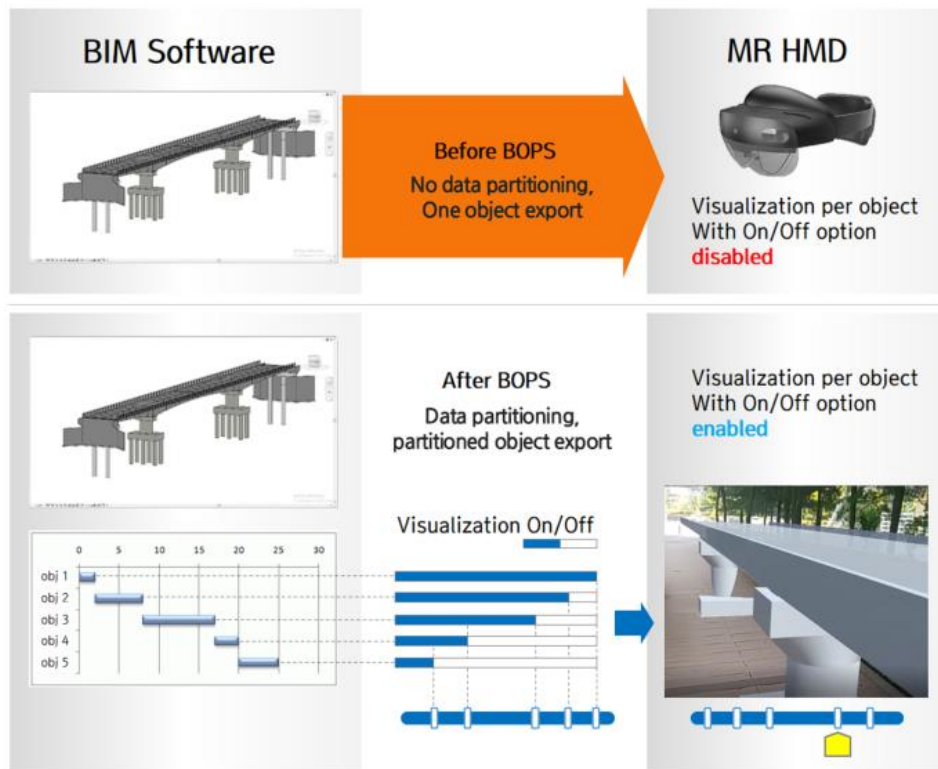 BIM Software
MR HMD
Before BOPS
No data partitioning,
One object export
Visualization per object
With On/Off option
disabled
After BOPS
Data partitioning,
partitioned object export
Visualization per object
With On/Off option
enabled
Visualization On/Off
0 5 10 15 20 25 30
obj 1
obj 2
obj 3
obj 4
obj 5